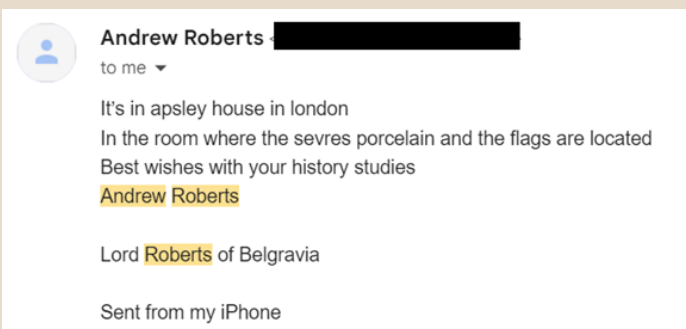 Andrew Roberts
to me
It's in apsley house in london
In the room where the sevres porcelain and the flags are located
Best wishes with your history studies
Andrew Roberts
Lord Roberts of Belgravia
Sent from my iPhone